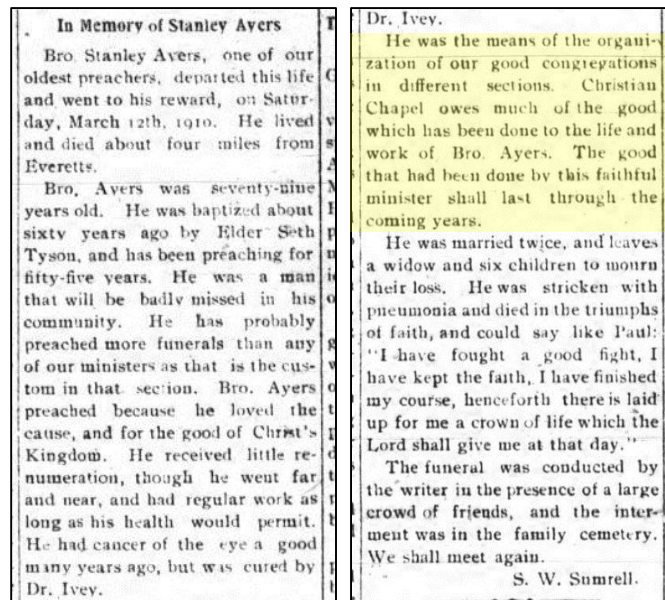 In Memory of Stanley Ayers
Bro. Stanley Ayers, one of our
oldest preachers, departed this life
and went to his reward, on Satur-
day, March 12th, 1910. He lived
and died about four miles from
Everetts.
Bro, Ayers was seventy-nine
years old. He was baptized about
sixty years ago by Elder Seth
Tyson, and has been preaching for
fifty-five years. He was a man
that will be badly missed in his
community. He has probably
preached more funerals than any
of our ministers as that is the cus-
tom in that section. Bro. Ayers
preached because he loved the
cause, and for the good of Christ's
Kingdom. He received little re-
numeration, though he went far
and near, and had regular work as
long as his health would permit.
He had cancer of the eye a good
many years ago, but was cured by
Dr. Ivey.
Dr. Ivey.
He was the means of the organi-
zation of our good congregations
in different sections. Christian
Chapel owes much of the good
which has been done to the life and
work of Bro. Ayers. The good
that had been done by this faithful
minister shall last through the
coming years.
He was married twice, and leaves
a widow and six children to mourn
their loss. He was stricken with
pneumonia and died in the triumphs
of faith, and could say like Paul:
"I have fought a good fight, I
have kept the faith, I have finished
my course, henceforth there is laid
up for me a crown of life which the
Lord shall give me at that day."
The funeral was conducted by
the writer in the presence of a large
crowd of friends, and the inter-
ment was in the family cemetery.
We shall meet again.
S. W. Sumrell.